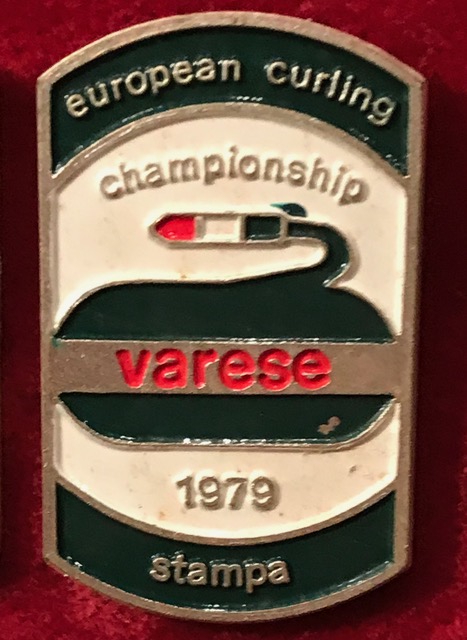 european curling
championship
varese
1979
stampa